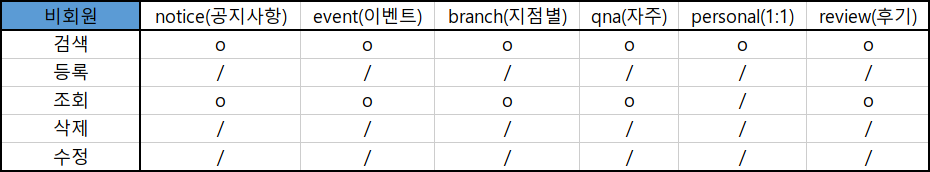 비회원 notice(공지사항) event(이벤트) branch(지점별) qna(자주) personal(1:1) review(후기)
검색 o o o o o o
등록 / / / / / /
조회 o o o o / o
삭제 / / / / / /
수정 / / / / / /